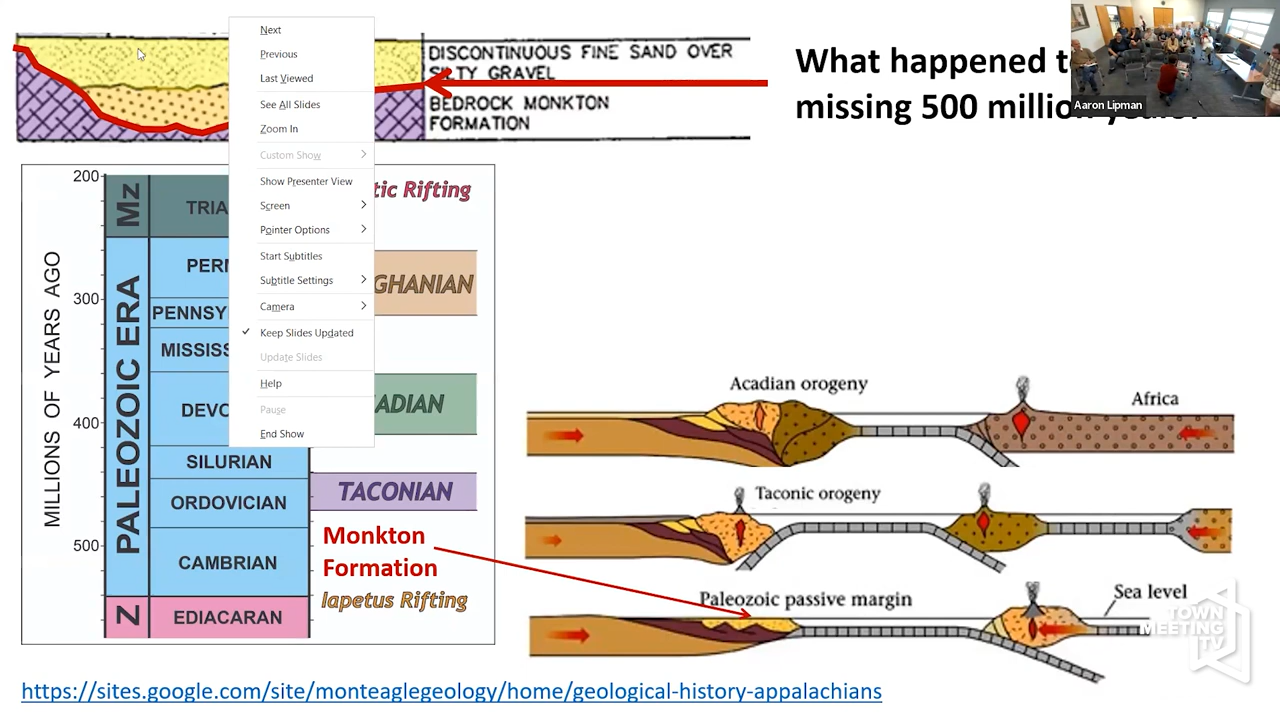 DISCONTINUOUS FINE SAND OVER
SILTY GRAVEL
BEDROCK MONKTON
FORMATION
What happened t
missing 500 millio
Aaron Lipman
Next
Previous
Last Viewed
See All Slides
Zoom In
Custom Show
Show Presenter View
Screen
Pointer Options
Start Subtitles
Subtitle Settings
Camera
Keep Slides Updated
Update Slides
Help
Pause
End Show
MILLIONS OF YEARS AGO
200
300
400
500
Mz
PALEOZOIC ERA
Z
TRIA
PERN
PENNSY
MISSISS
DEVO
SILURIAN
ORDOVICIAN
CAMBRIAN
EDIACARAN
tic Rifting
GHANIAN
ADIAN
TACONIAN
Monkton
Formation
Iapetus Rifting
Acadian orogeny
Africa
Taconic orogeny
Paleozoic passive margin
Sea level
TOWN
MEETING
TV
https://sites.google.com/site/monteaglegeology/home/geological-history-appalachians